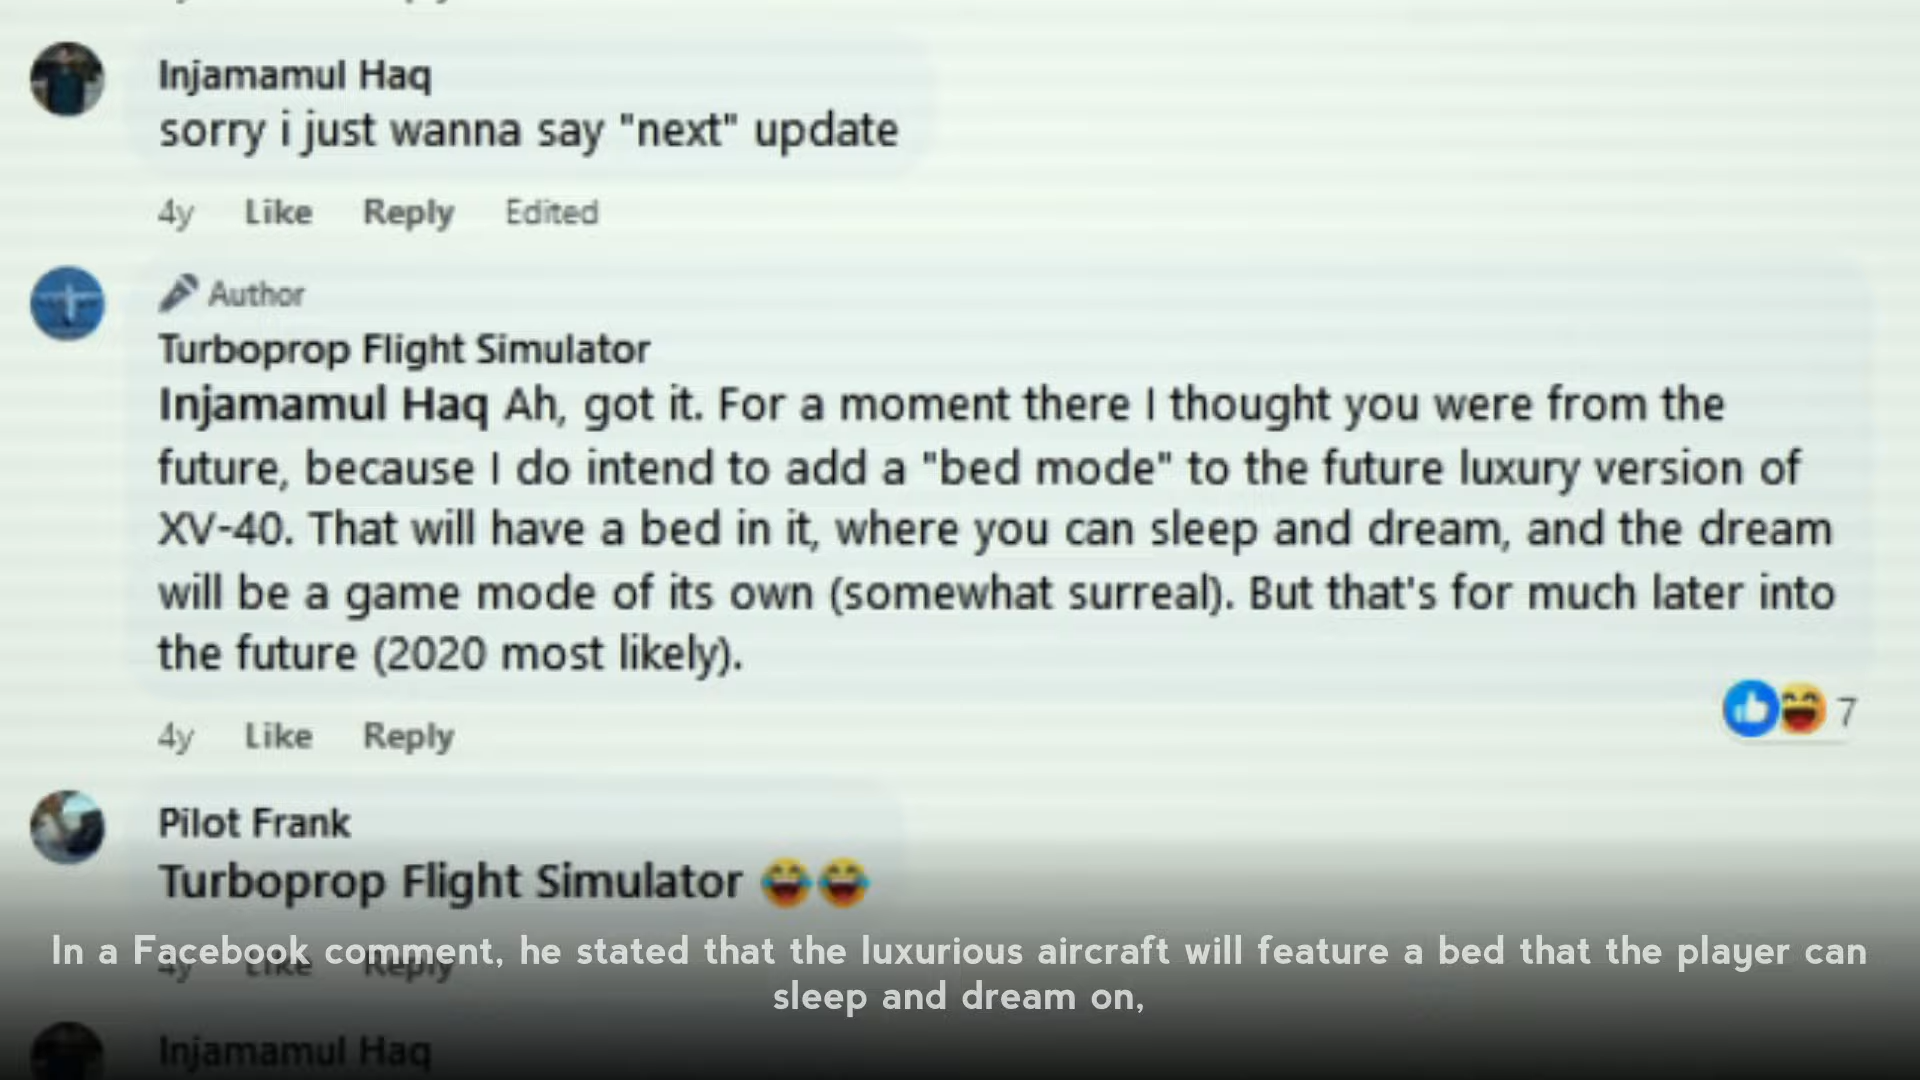 Injamamul Haq
sorry i just wanna say "next" update
4y Like Reply Edited
Author
Turboprop Flight Simulator
Injamamul Haq Ah, got it. For a moment there I thought you were from the
future, because I do intend to add a "bed mode" to the future luxury version of
XV-40. That will have a bed in it, where you can sleep and dream, and the dream
will be a game mode of its own (somewhat surreal). But that's for much later into
the future (2020 most likely).
7
4y Like Reply
Pilot Frank
Turboprop Flight Simulator 😂😂
In a Facebook comment, he stated that the luxurious aircraft will feature a bed that the player can
4y Like Reply
sleep and dream on,
Injamamul Haq